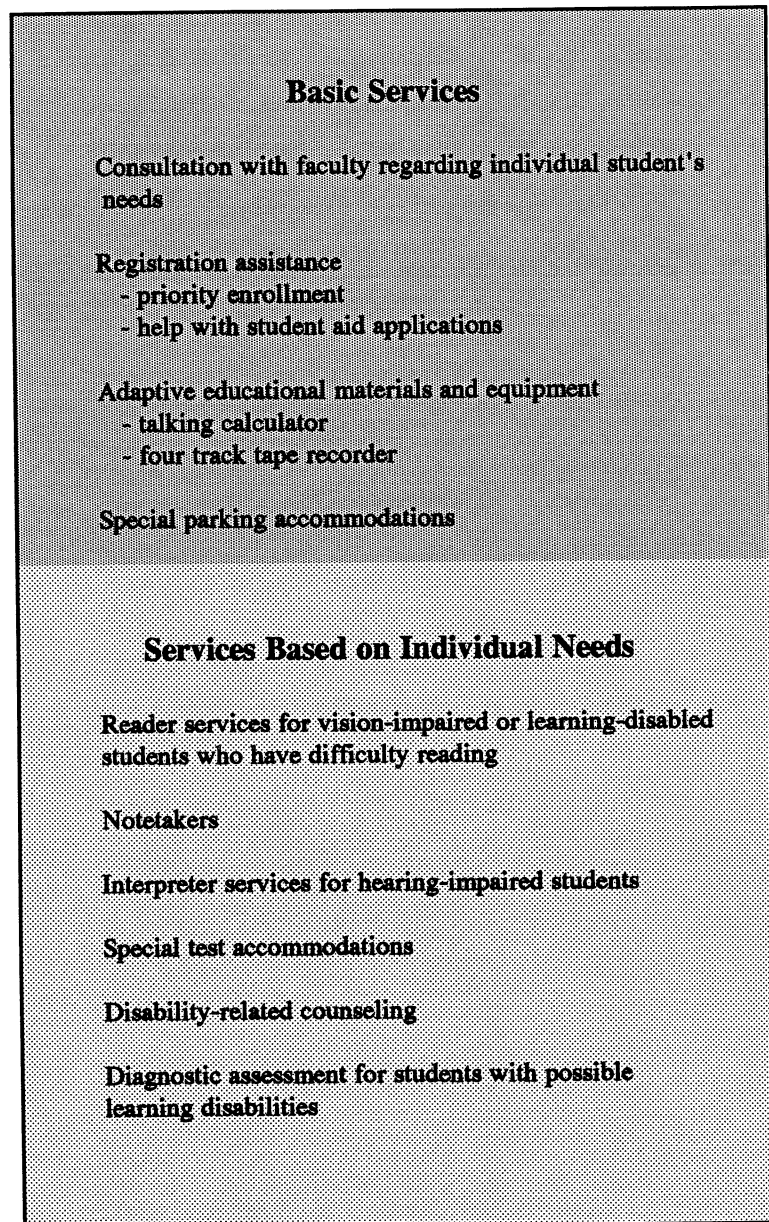 Basic Services
Consultation with faculty regarding individual student's
needs
Registration assistance
- priority enrollment
- help with student aid applications
Adaptive educational materials and equipment
- talking calculator
- four track tape recorder
Special parking accommodations
Services Based on Individual Needs
Reader services for vision-impaired or learning-disabled
students who have difficulty reading
Notetakers
Interpreter services for hearing-impaired students
Special test accommodations
Disability-related counseling
Diagnostic assessment for students with possible
learning disabilities